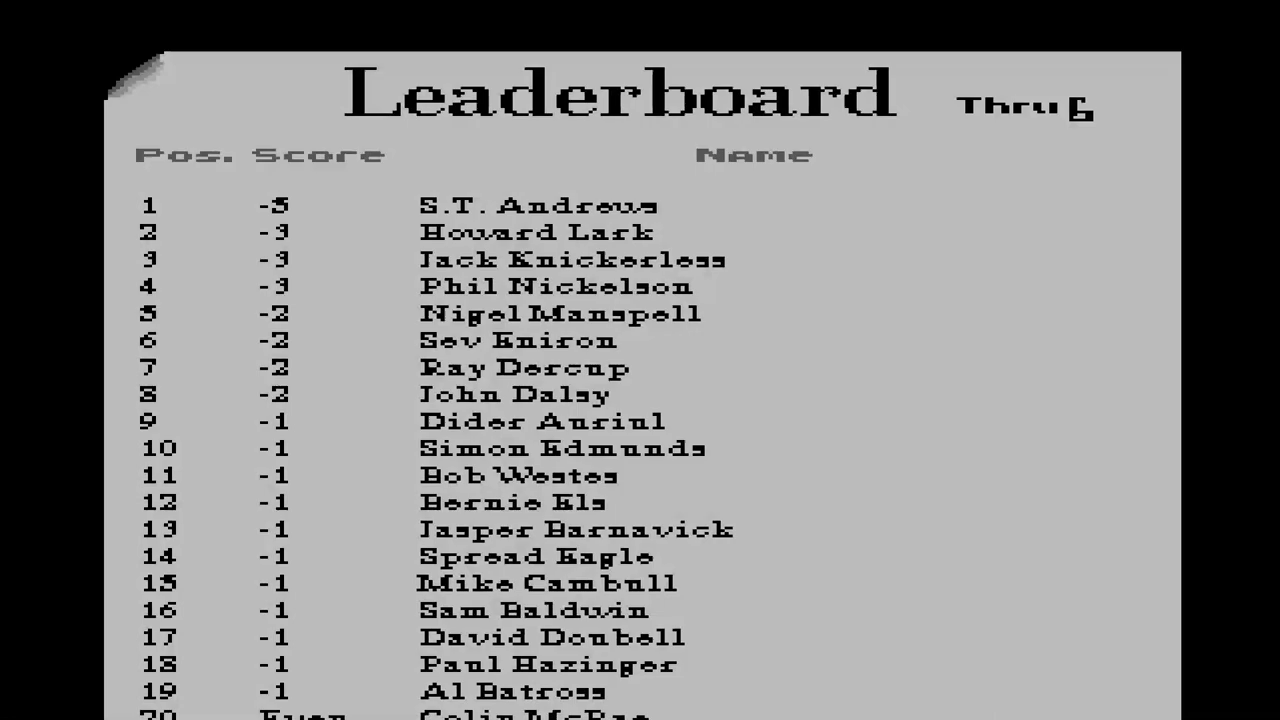 Leaderboard Thru 6
Pos. Score Name
1 -5 S.T. Andrews
2 -3 Howard Lark
3 -3 Jack Knickerless
4 -3 Phil Nickelson
5 -2 Nigel Manspell
6 -2 Sev Eniron
7 -2 Ray Dercup
8 -2 John Dalsy
9 -1 Dider Auriul
10 -1 Simon Edmunds
11 -1 Bob Westes
12 -1 Bernie Els
13 -1 Jasper Barnavick
14 -1 Spread Eagle
15 -1 Mike Cambull
16 -1 Sam Baldwin
17 -1 David Doubell
18 -1 Paul Hazinger
19 -1 Al Batross
20 Even Colin McRae